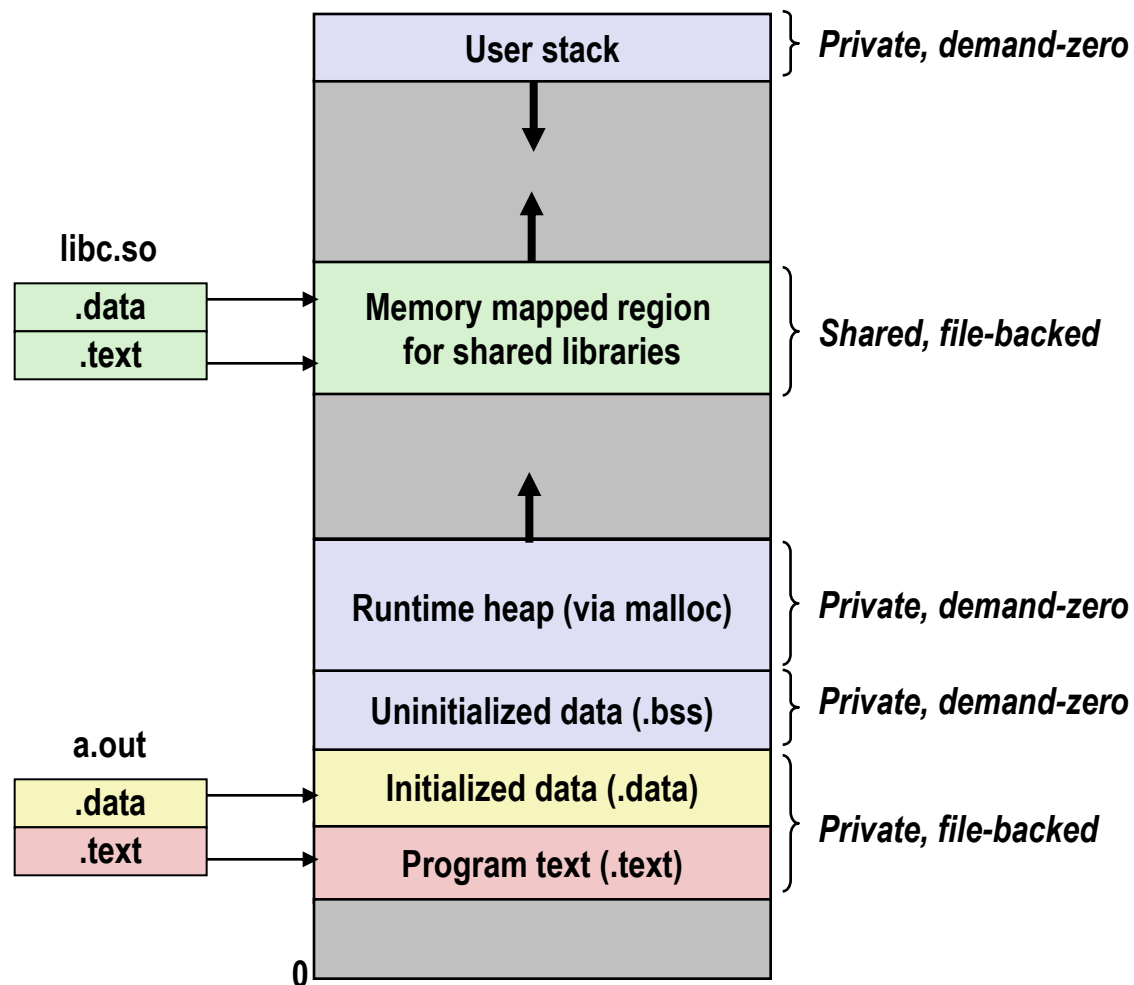 User stack
Private, demand-zero
libc.so
.data
.text
Memory mapped region
for shared libraries
Shared, file-backed
Runtime heap (via malloc)
Private, demand-zero
Uninitialized data (.bss)
Private, demand-zero
a.out
.data
.text
Initialized data (.data)
Program text (.text)
Private, file-backed
0